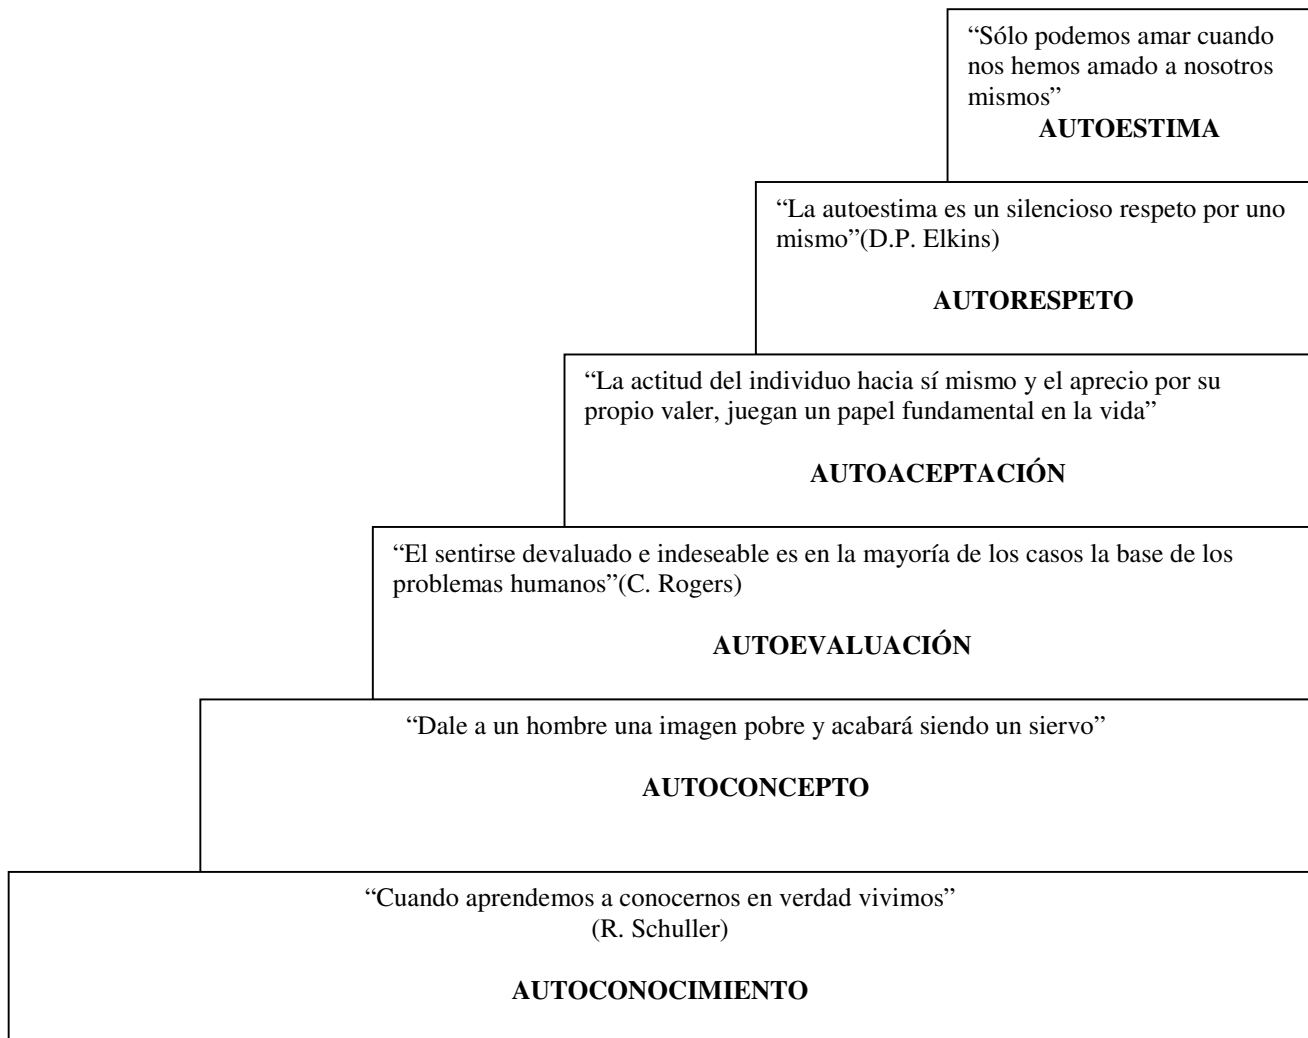 “Sólo podemos amar cuando
nos hemos amado a nosotros
mismos”
AUTOESTIMA
“La autoestima es un silencioso respeto por uno
mismo”(D.P. Elkins)
AUTORESPETO
“La actitud del individuo hacia sí mismo y el aprecio por su
propio valer, juegan un papel fundamental en la vida”
AUTOACEPTACIÓN
“El sentirse devaluado e indeseable es en la mayoría de los casos la base de los
problemas humanos”(C. Rogers)
AUTOEVALUACIÓN
“Dale a un hombre una imagen pobre y acabará siendo un siervo”
AUTOCONCEPTO
“Cuando aprendemos a conocernos en verdad vivimos”
(R. Schuller)
AUTOCONOCIMIENTO